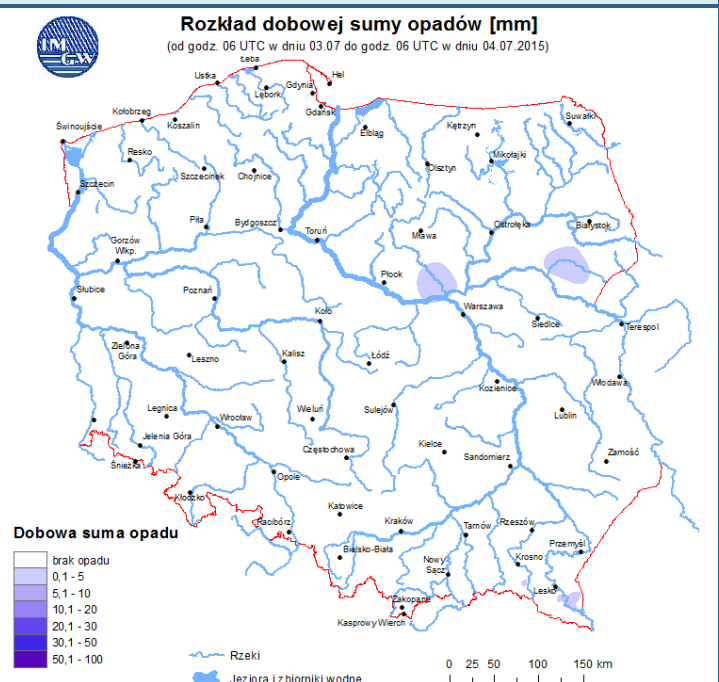 Rozkład dobowej sumy opadów [mm]
(od godz. 06 UTC w dniu 03.07 do godz. 06 UTC w dniu 04.07.2015)
IM
GW
Łeba
Hel
Ustka
Gdynia
Lębork
Gdańsk
Suwałki
Kołobrzeg
Koszalin
Świnoujście
Elbląg
Kętrzyn
Resko
Mikołajki
Olsztyn
Szczecinek
Chojnice
Szczecin
Piła
Bydgoszcz
Toruń
Mława
Ostrołęka
Białystok
Gorzów
Wlkp.
Płock
Słubice
Poznań
Koło
Warszawa
Siedlce
Terespol
Zielona
Góra
Leszno
Kalisz
Łódź
Kozienice
Włodawa
Legnica
Wrocław
Wieluń
Sulejów
Lublin
Jelenia Góra
Kielce
Częstochowa
Sandomierz
Zamość
Śnieżka
Opole
Kłodzko
Katowice
Racibórz
Kraków
Tarnów
Rzeszów
Przemyśl
Bielsko-Biała
Nowy
Sącz
Krosno
Lesko
Zakopane
Kasprowy Wierch
Dobowa suma opadu
brak opadu
0,1 - 5
5,1 - 10
10,1 - 20
20,1 - 30
30,1 - 50
50,1 - 100
Rzeki
Jeziora i zbiorniki wodne
0 25 50 100 150 km